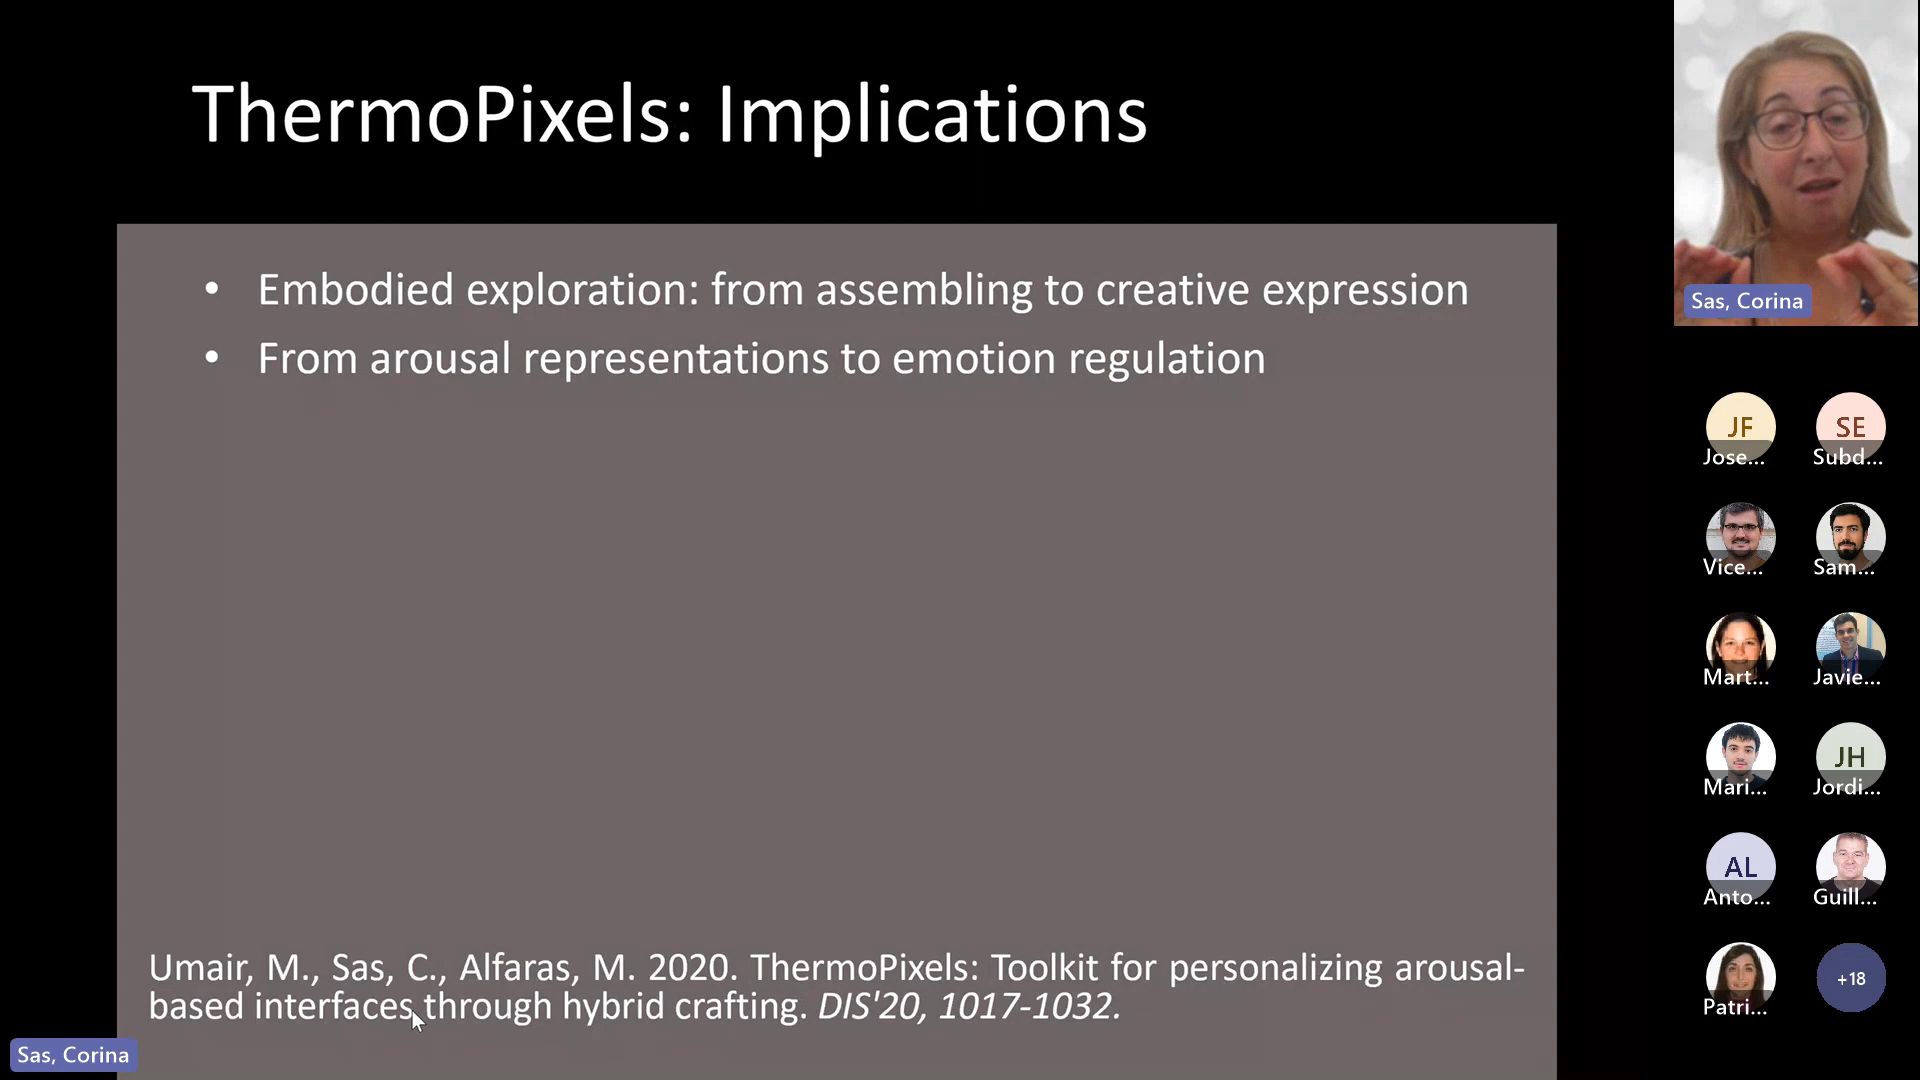 ThermoPixels: Implications
• Embodied exploration: from assembling to creative expression
• From arousal representations to emotion regulation
Umair, M., Sas, C., Alfaras, M. 2020. ThermoPixels: Toolkit for personalizing arousal-
based interfaces through hybrid crafting. DIS'20, 1017-1032.
Sas, Corina
Sas, Corina
JF
Jose...
SE
Subd...
Vice...
Sam...
Mart...
Javie...
Mari...
JH
Jordi...
AL
Anto...
Guill...
Patri...
+18